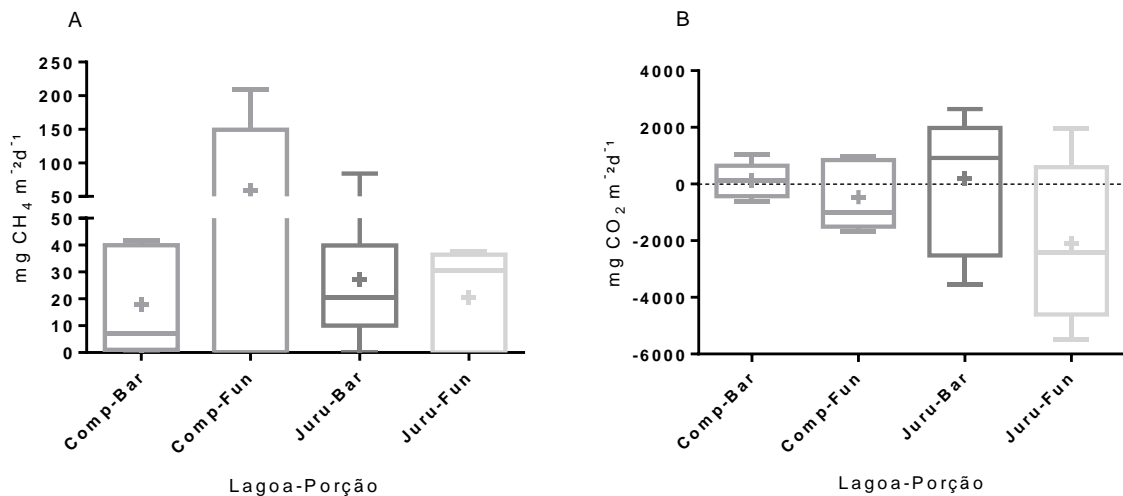 A
mg CH₄ m⁻²d⁻¹
250
200
150
100
50
50
40
30
20
10
0
Comp-Bar
Comp-Fun
Juru-Bar
Juru-Fun
Lagoa-Porção
B
mg CO₂ m⁻²d⁻¹
4000
2000
0
-2000
-4000
-6000
Comp-Bar
Comp-Fun
Juru-Bar
Juru-Fun
Lagoa-Porção